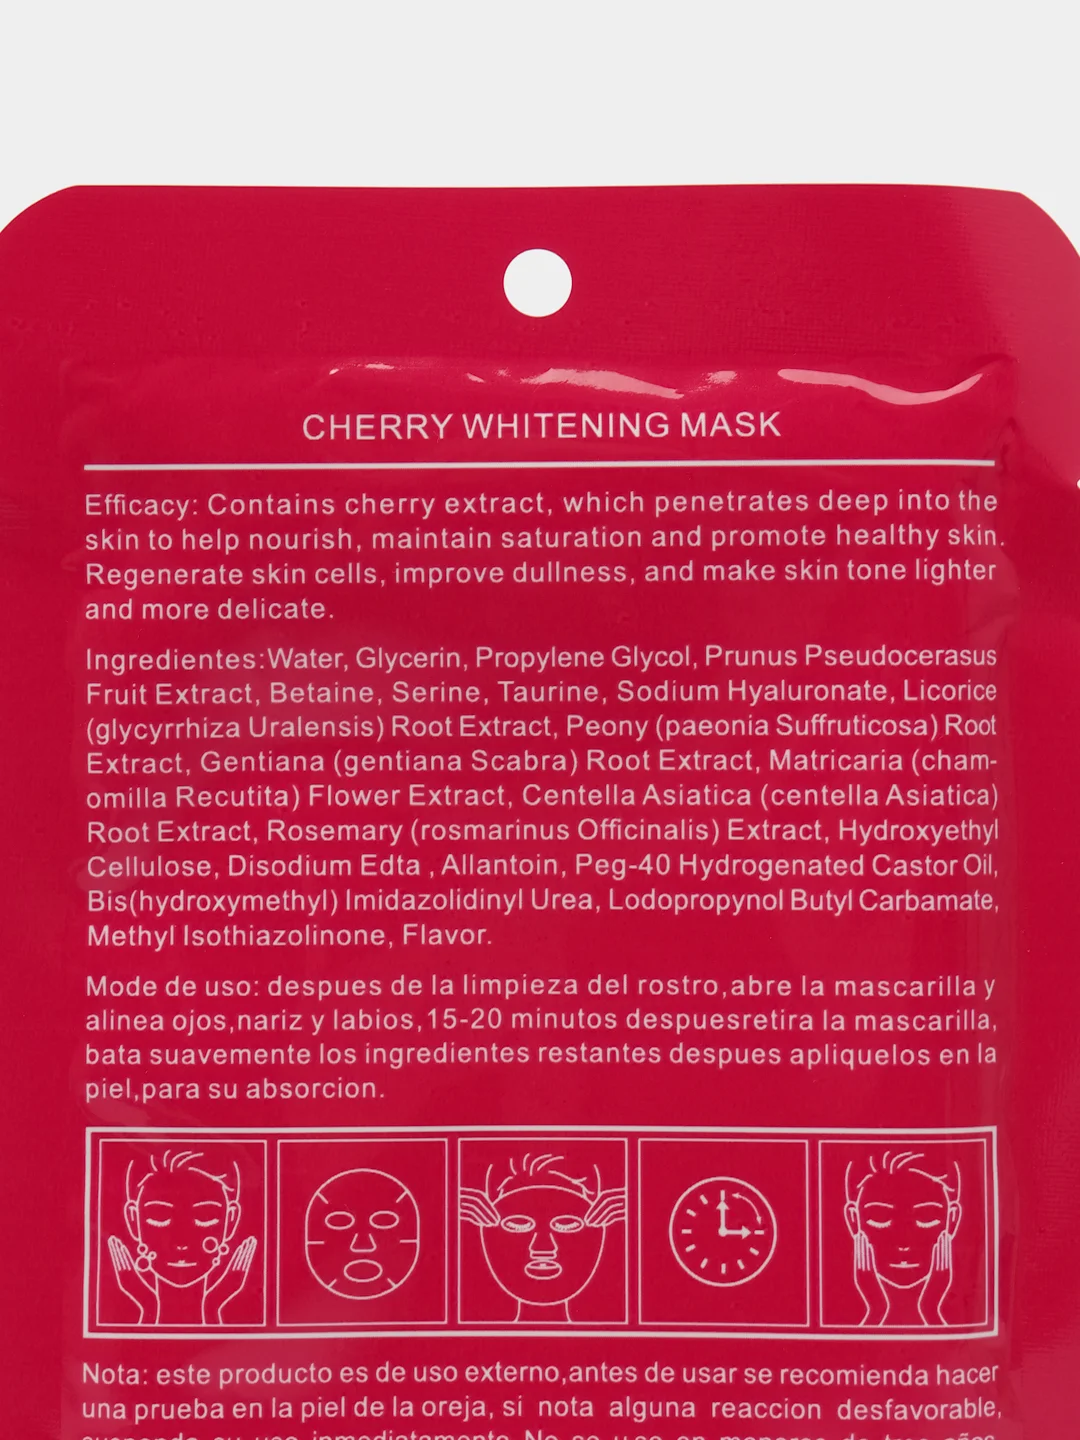 CHERRY WHITENING MASK
Efficacy: Contains cherry extract, which penetrates deep into the
skin to help nourish, maintain saturation and promote healthy skin.
Regenerate skin cells, improve dullness, and make skin tone lighter
and more delicate.
Ingredientes:Water, Glycerin, Propylene Glycol, Prunus Pseudocerasus
Fruit Extract, Betaine, Serine, Taurine, Sodium Hyaluronate, Licorice
(glycyrrhiza Uralensis) Root Extract, Peony (paeonia Suffruticosa) Root
Extract, Gentiana (gentiana Scabra) Root Extract, Matricaria (cham-
omilla Recutita) Flower Extract, Centella Asiatica (centella Asiatica)
Root Extract, Rosemary (rosmarinus Officinalis) Extract, Hydroxyethyl
Cellulose, Disodium Edta , Allantoin, Peg-40 Hydrogenated Castor Oil,
Bis(hydroxymethyl) Imidazolidinyl Urea, Lodopropynol Butyl Carbamate,
Methyl Isothiazolinone, Flavor.
Mode de uso: despues de la limpieza del rostro,abre la mascarilla y
alinea ojos,nariz y labios,15-20 minutos despuesretira la mascarilla,
bata suavemente los ingredientes restantes despues apliquelos en la
piel,para su absorcion.
Nota: este producto es de uso externo,antes de usar se recomienda hacer
una prueba en la piel de la oreja, si nota alguna reaccion desfavorable,